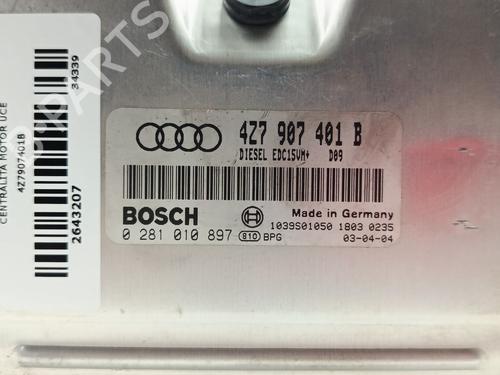 CENTRALITA MOTOR UCE
4Z7907401B
34339
2643207
4Z7 907 401 B
DIESEL EDC15VM+ D09
BOSCH
Made in Germany
0 281 010 897 810 BPG
1039S01050 1803 0235
03-04-04